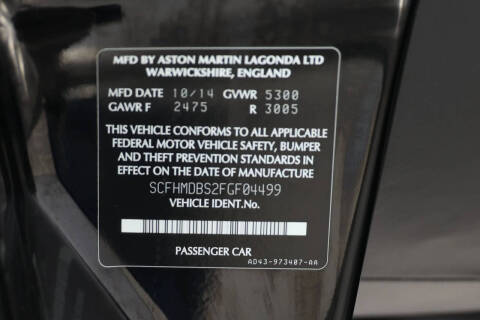 MFD BY ASTON MARTIN LAGONDA LTD
WARWICKSHIRE, ENGLAND
MFD DATE 10/14 GVWR 5300
GAWR F 2475 R 3005
THIS VEHICLE CONFORMS TO ALL APPLICABLE
FEDERAL MOTOR VEHICLE SAFETY, BUMPER
AND THEFT PREVENTION STANDARDS IN
EFFECT ON THE DATE OF MANUFACTURE
SCFHMDBS2FGF04499
VEHICLE IDENT.No.
PASSENGER CAR
AD43-973407-AA